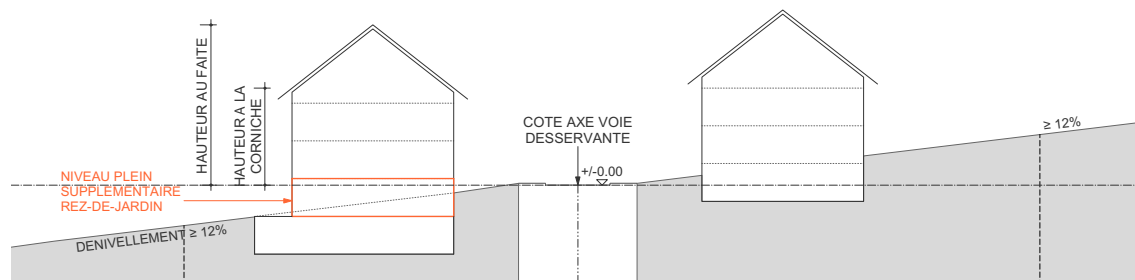 HAUTEUR AU FAITE
HAUTEUR A LA
CORNICHE
NIVEAU PLEIN
SUPPLEMENTAIRE
REZ-DE-JARDIN
DENIVELLEMENT ≥ 12%
COTE AXE VOIE
DESSERVANTE
+/-0.00
≥ 12%